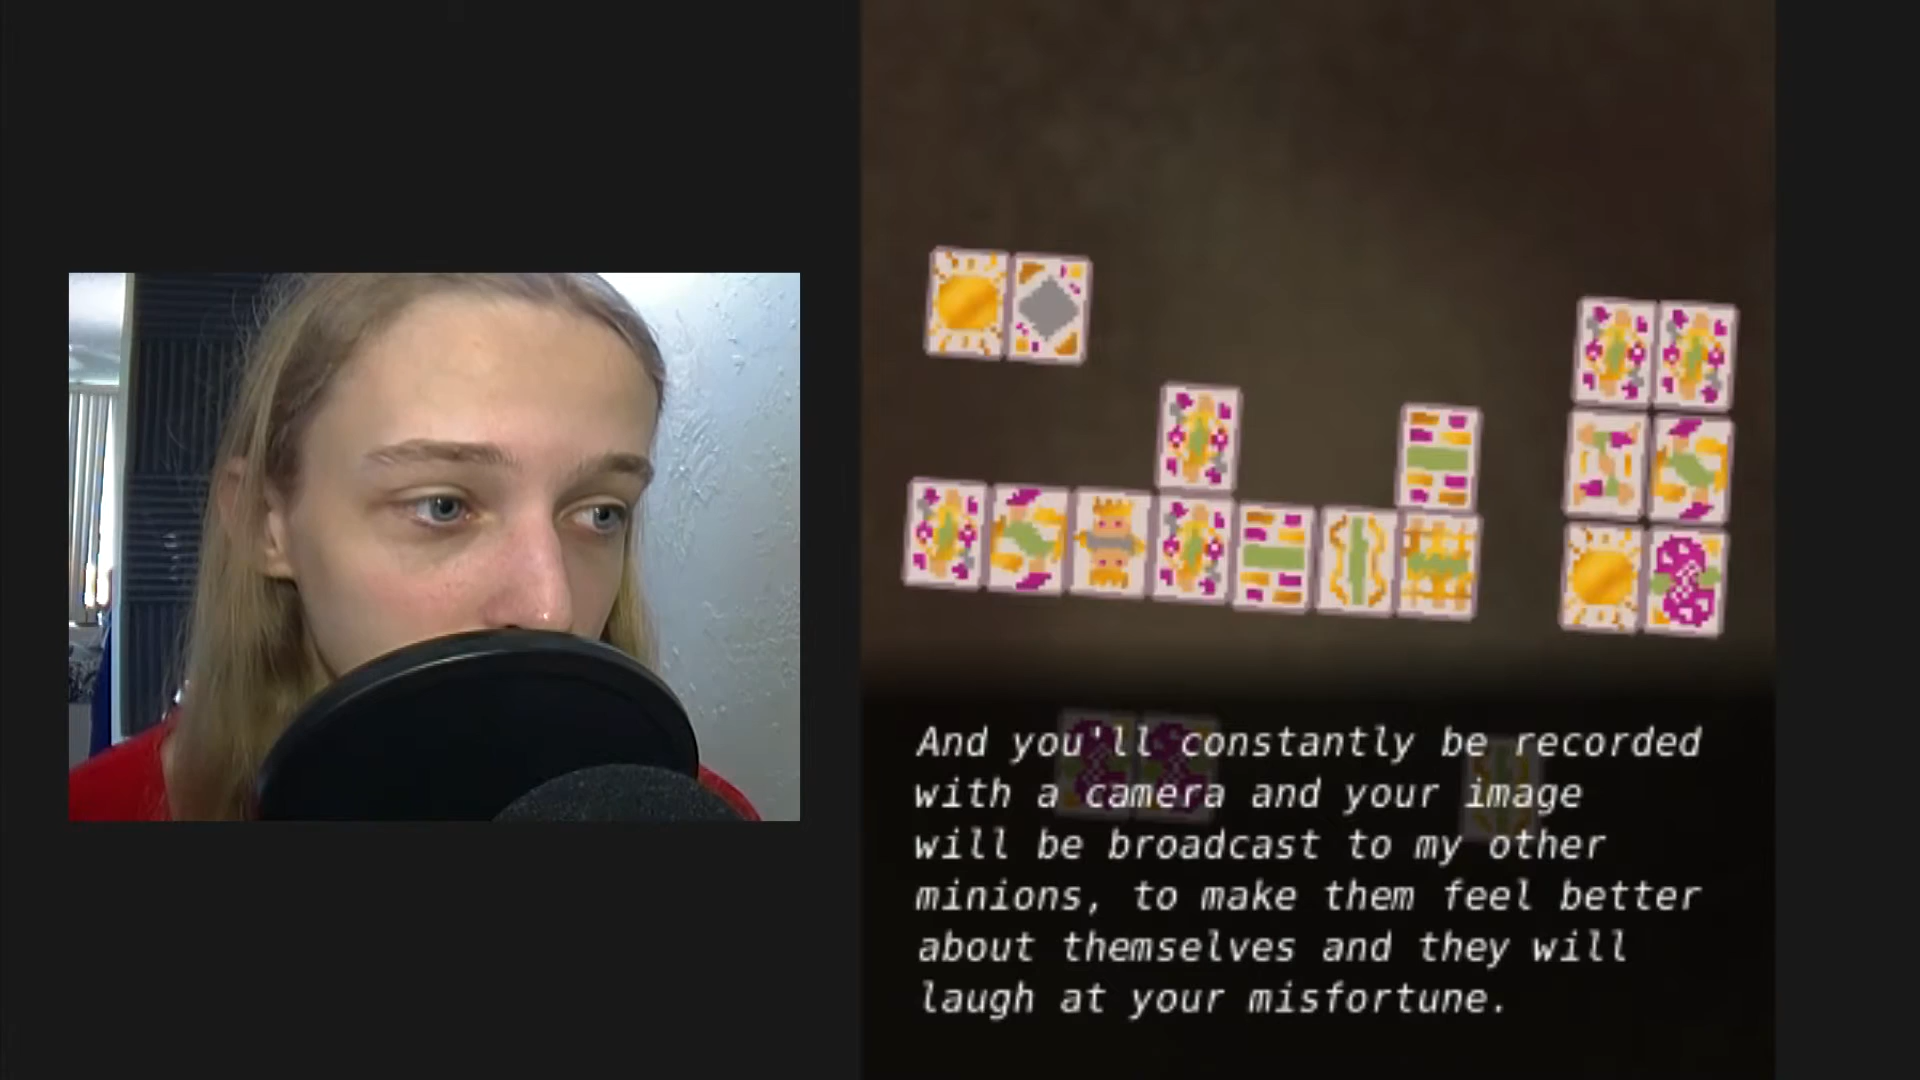 And you'll constantly be recorded
with a camera and your image
will be broadcast to my other
minions, to make them feel better
about themselves and they will
laugh at your misfortune.